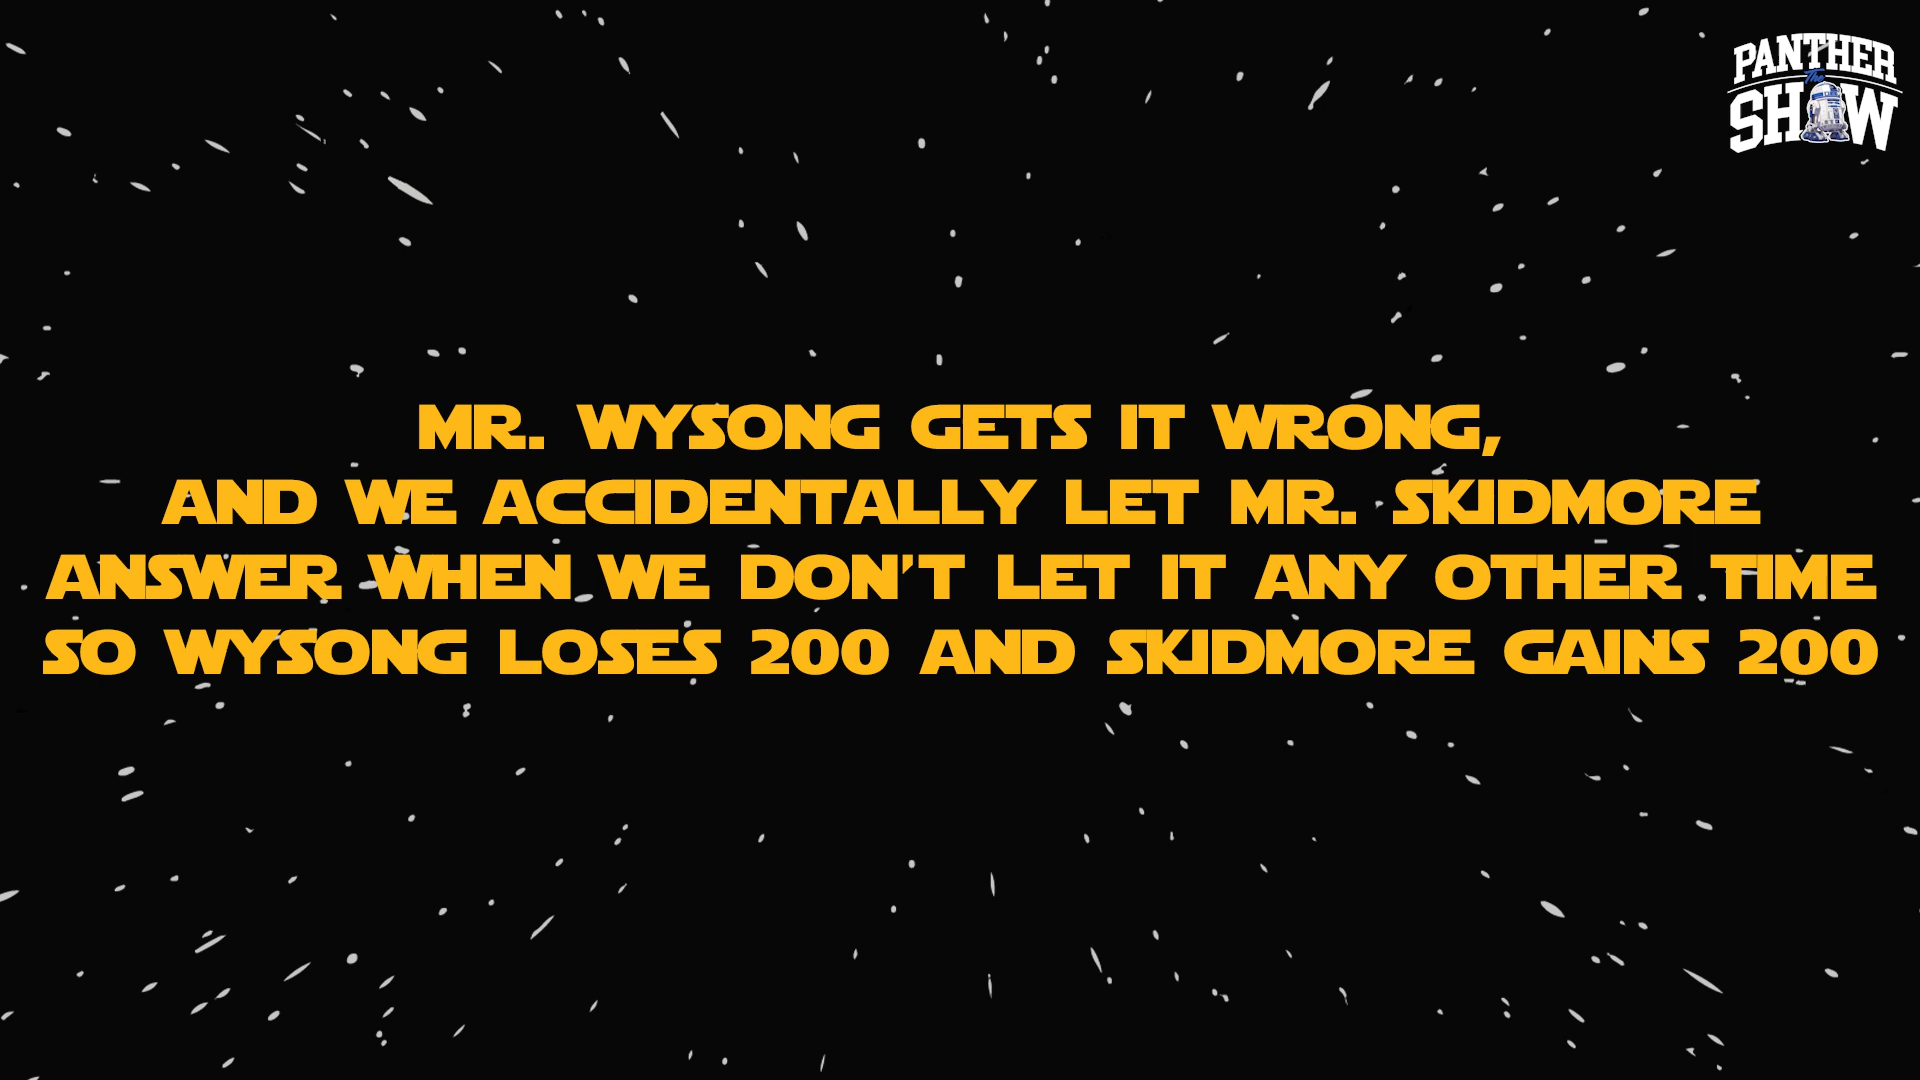 PANTHER
The
SHOW
MR. WYSONG GETS IT WRONG,
AND WE ACCIDENTALLY LET MR. SKIDMORE
ANSWER WHEN WE DON'T LET IT ANY OTHER TIME
SO WYSONG LOSES 200 AND SKIDMORE GAINS 200